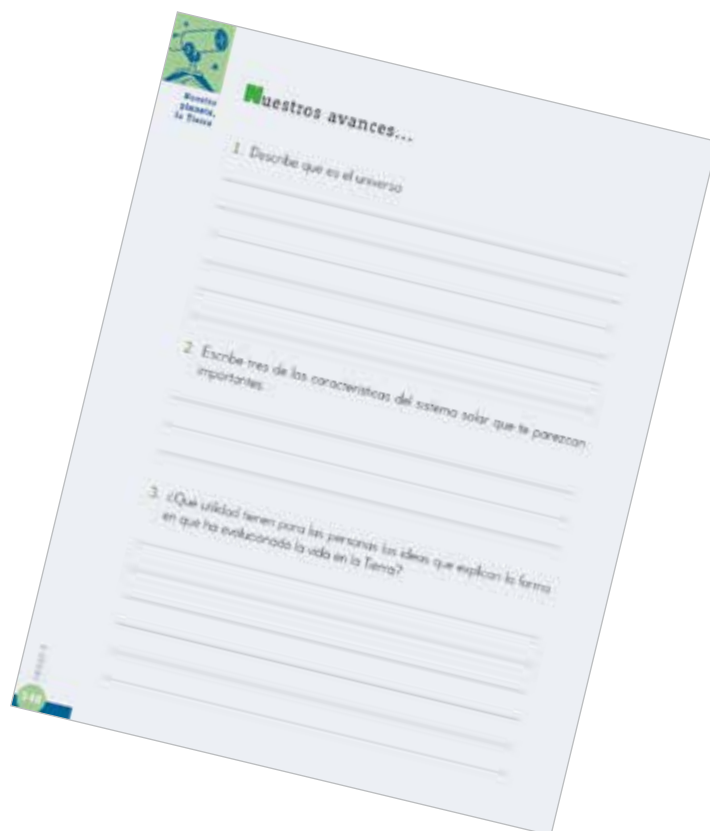 Nuestro
planeta,
la Tierra
Nuestros avances...
1. Describe que es el universo
2. Escribe tres de las características del sistema solar que te parezcan
importantes.
3. ¿Qué utilidad tienen para las personas las ideas que explican la forma
en que ha evolucionado la vida en la Tierra?